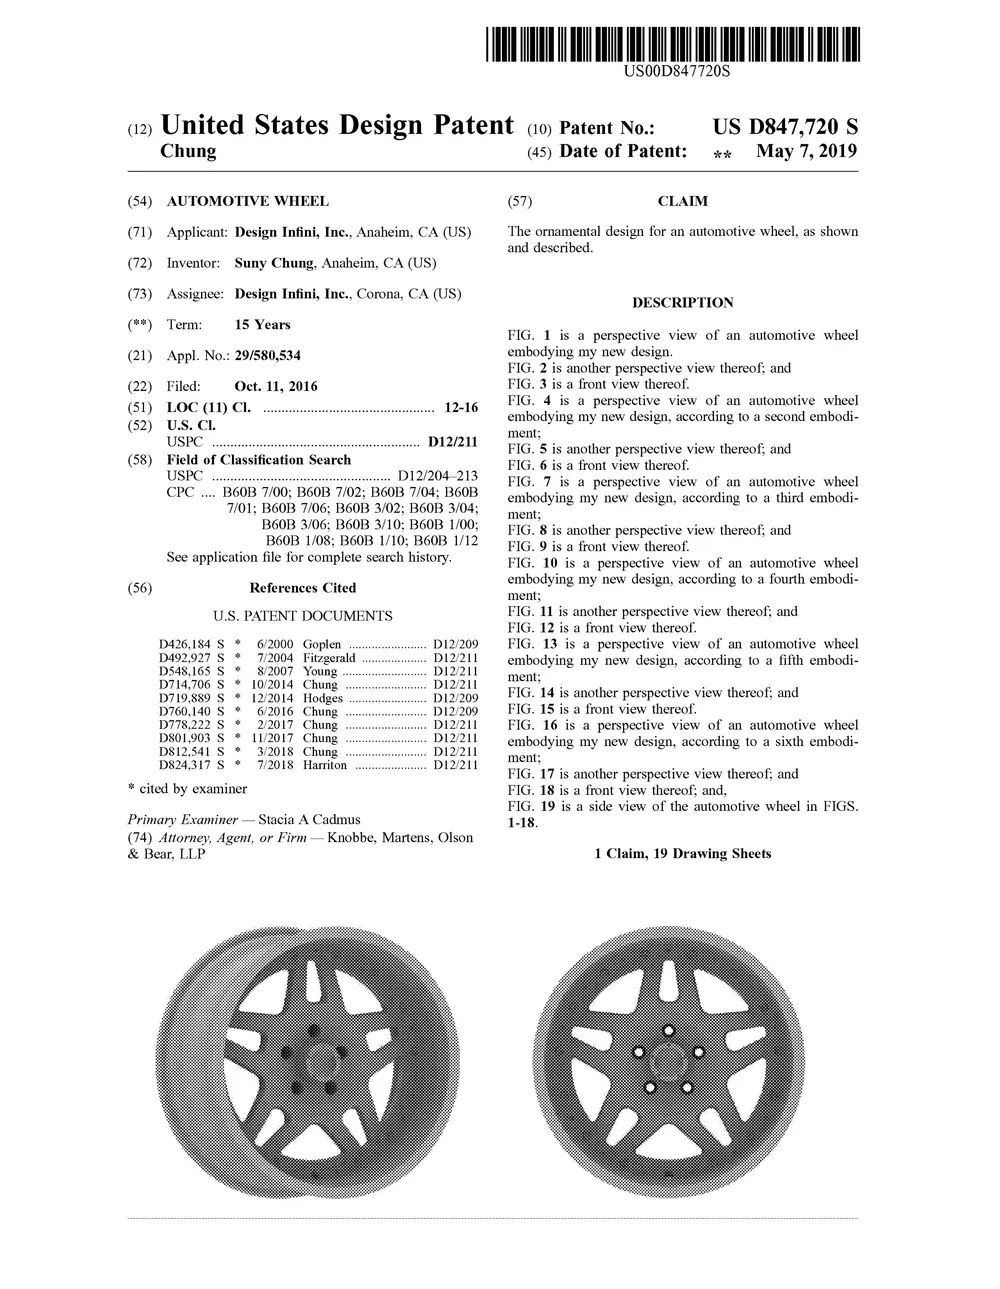 US00D847720S
(12) United States Design Patent
Chung
(10) Patent No.: US D847,720 S
(45) Date of Patent: ** May 7, 2019
(54) AUTOMOTIVE WHEEL
(71) Applicant: Design Infini, Inc., Anaheim, CA (US)
(72) Inventor: Suny Chung, Anaheim, CA (US)
(73) Assignee: Design Infini, Inc., Corona, CA (US)
(**) Term: 15 Years
(21) Appl. No.: 29/580,534
(22) Filed: Oct. 11, 2016
(51) LOC (11) Cl. .............................................. 12-16
(52) U.S. Cl.
USPC ........................................................ D12/211
(58) Field of Classification Search
USPC ................................................ D12/204–213
CPC .... B60B 7/00; B60B 7/02; B60B 7/04; B60B
7/01; B60B 7/06; B60B 3/02; B60B 3/04;
B60B 3/06; B60B 3/10; B60B 1/00;
B60B 1/08; B60B 1/10; B60B 1/12
See application file for complete search history.
(56) References Cited
U.S. PATENT DOCUMENTS
D426,184 S * 6/2000 Goplen ........................ D12/209
D492,927 S * 7/2004 Fitzgerald .................... D12/211
D548,165 S * 8/2007 Young .......................... D12/211
D714,706 S * 10/2014 Chung ......................... D12/211
D719,889 S * 12/2014 Hodges ........................ D12/209
D760,140 S * 6/2016 Chung ......................... D12/209
D778,222 S * 2/2017 Chung ......................... D12/211
D801,903 S * 11/2017 Chung ......................... D12/211
D812,541 S * 3/2018 Chung ......................... D12/211
D824,317 S * 7/2018 Harriton ...................... D12/211
* cited by examiner
Primary Examiner — Stacia A Cadmus
(74) Attorney, Agent, or Firm — Knobbe, Martens, Olson
& Bear, LLP
(57) CLAIM
The ornamental design for an automotive wheel, as shown
and described.
DESCRIPTION
FIG. 1 is a perspective view of an automotive wheel
embodying my new design.
FIG. 2 is another perspective view thereof; and
FIG. 3 is a front view thereof.
FIG. 4 is a perspective view of an automotive wheel
embodying my new design, according to a second embodi-
ment;
FIG. 5 is another perspective view thereof; and
FIG. 6 is a front view thereof.
FIG. 7 is a perspective view of an automotive wheel
embodying my new design, according to a third embodi-
ment;
FIG. 8 is another perspective view thereof; and
FIG. 9 is a front view thereof.
FIG. 10 is a perspective view of an automotive wheel
embodying my new design, according to a fourth embodi-
ment;
FIG. 11 is another perspective view thereof; and
FIG. 12 is a front view thereof.
FIG. 13 is a perspective view of an automotive wheel
embodying my new design, according to a fifth embodi-
ment;
FIG. 14 is another perspective view thereof; and
FIG. 15 is a front view thereof.
FIG. 16 is a perspective view of an automotive wheel
embodying my new design, according to a sixth embodi-
ment;
FIG. 17 is another perspective view thereof; and
FIG. 18 is a front view thereof; and,
FIG. 19 is a side view of the automotive wheel in FIGS.
1-18.
1 Claim, 19 Drawing Sheets